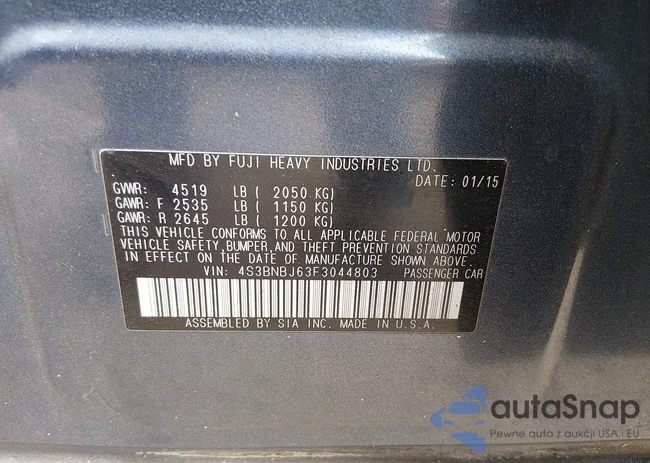 MFD BY FUJI HEAVY INDUSTRIES LTD.
DATE: 01/15
GVWR: 4519 LB ( 2050 KG)
GAWR: F 2535 LB ( 1150 KG)
GAWR: R 2645 LB ( 1200 KG)
THIS VEHICLE CONFORMS TO ALL APPLICABLE FEDERAL MOTOR
VEHICLE SAFETY, BUMPER, AND THEFT PREVENTION STANDARDS
IN EFFECT ON THE DATE OF MANUFACTURE SHOWN ABOVE.
VIN: 4S3BNBJ63F3044803 PASSENGER CAR
ASSEMBLED BY SIA INC. MADE IN U.S.A.
autaSnap
Pewne auta z aukcji USA i EU